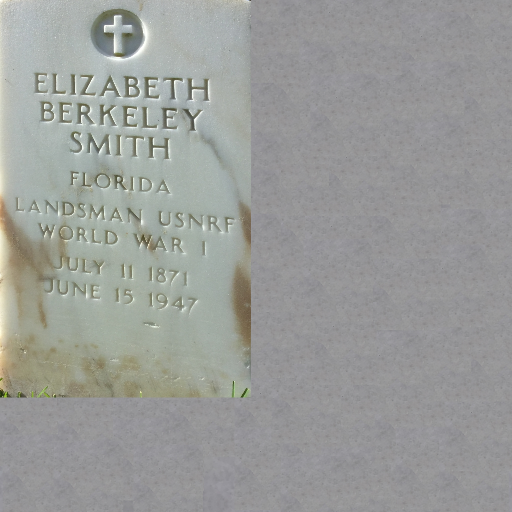 ELIZABETH
BERKELEY
SMITH
FLORIDA
LANDSMAN USNRF
WORLD WAR I
JULY 11 1871
JUNE 15 1947